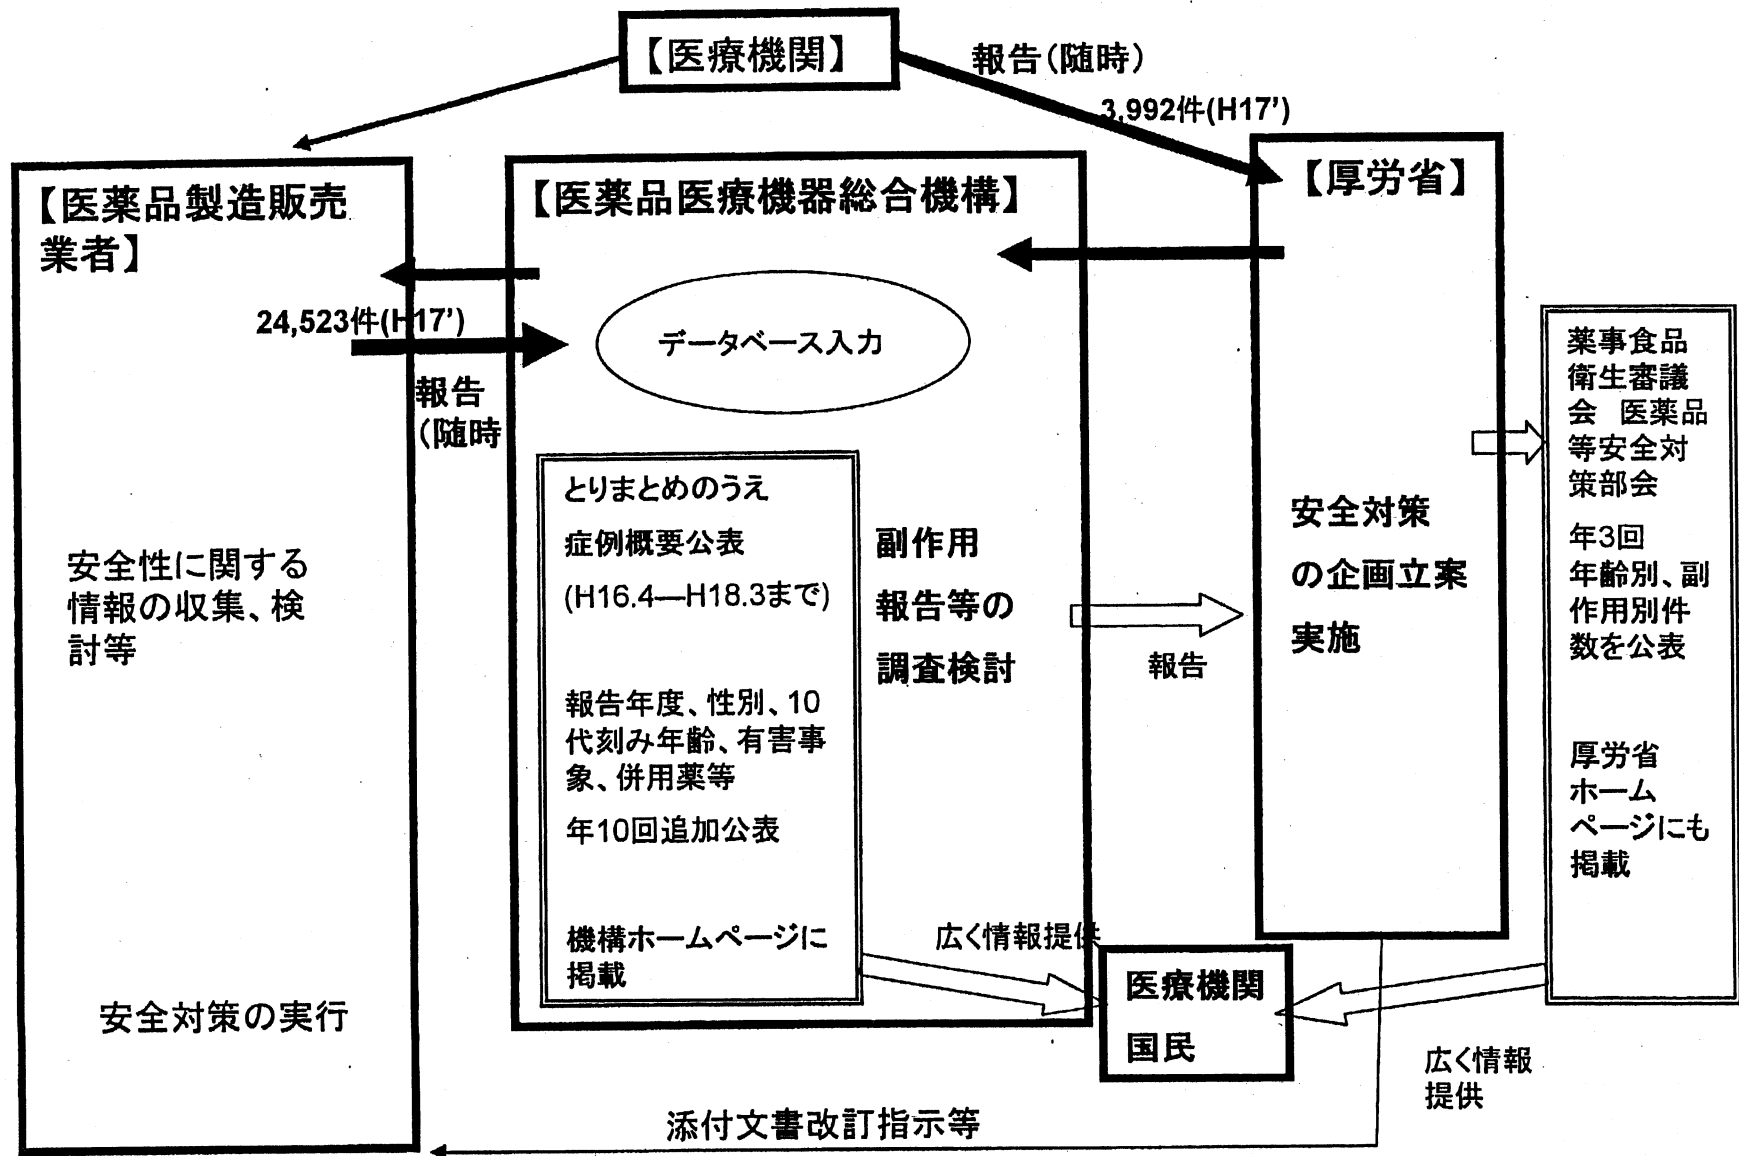 【医療機関】
報告(随時)
3,992件(H17’)
【医薬品製造販売
業者】
24,523件(H17’)
報告
(随時
安全性に関する
情報の収集、検
討等
安全対策の実行
【医薬品医療機器総合機構】
データベース入力
とりまとめのうえ
症例概要公表
(H16.4―H18.3まで)
報告年度、性別、10
代刻み年齢、有害事
象、併用薬等
年10回追加公表
機構ホームページに
掲載
副作用
報告等の
調査検討
報告
広く情報提供
【厚労省】
安全対策
の企画立案
実施
薬事食品
衛生審議
会 医薬品
等安全対
策部会
年3回
年齢別、副
作用別件
数を公表
厚労省
ホーム
ページにも
掲載
医療機関
国民
広く情報
提供
添付文書改訂指示等